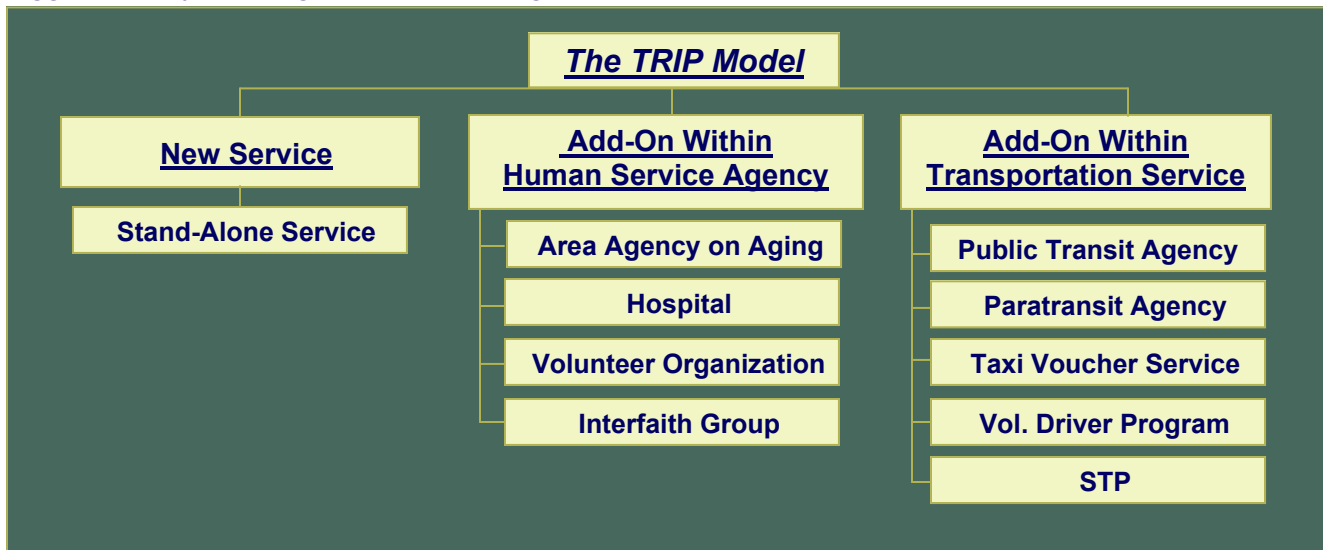 The TRIP Model
New Service
Stand-Alone Service
Add-On Within
Human Service Agency
Area Agency on Aging
Hospital
Volunteer Organization
Interfaith Group
Add-On Within
Transportation Service
Public Transit Agency
Paratransit Agency
Taxi Voucher Service
Vol. Driver Program
STP